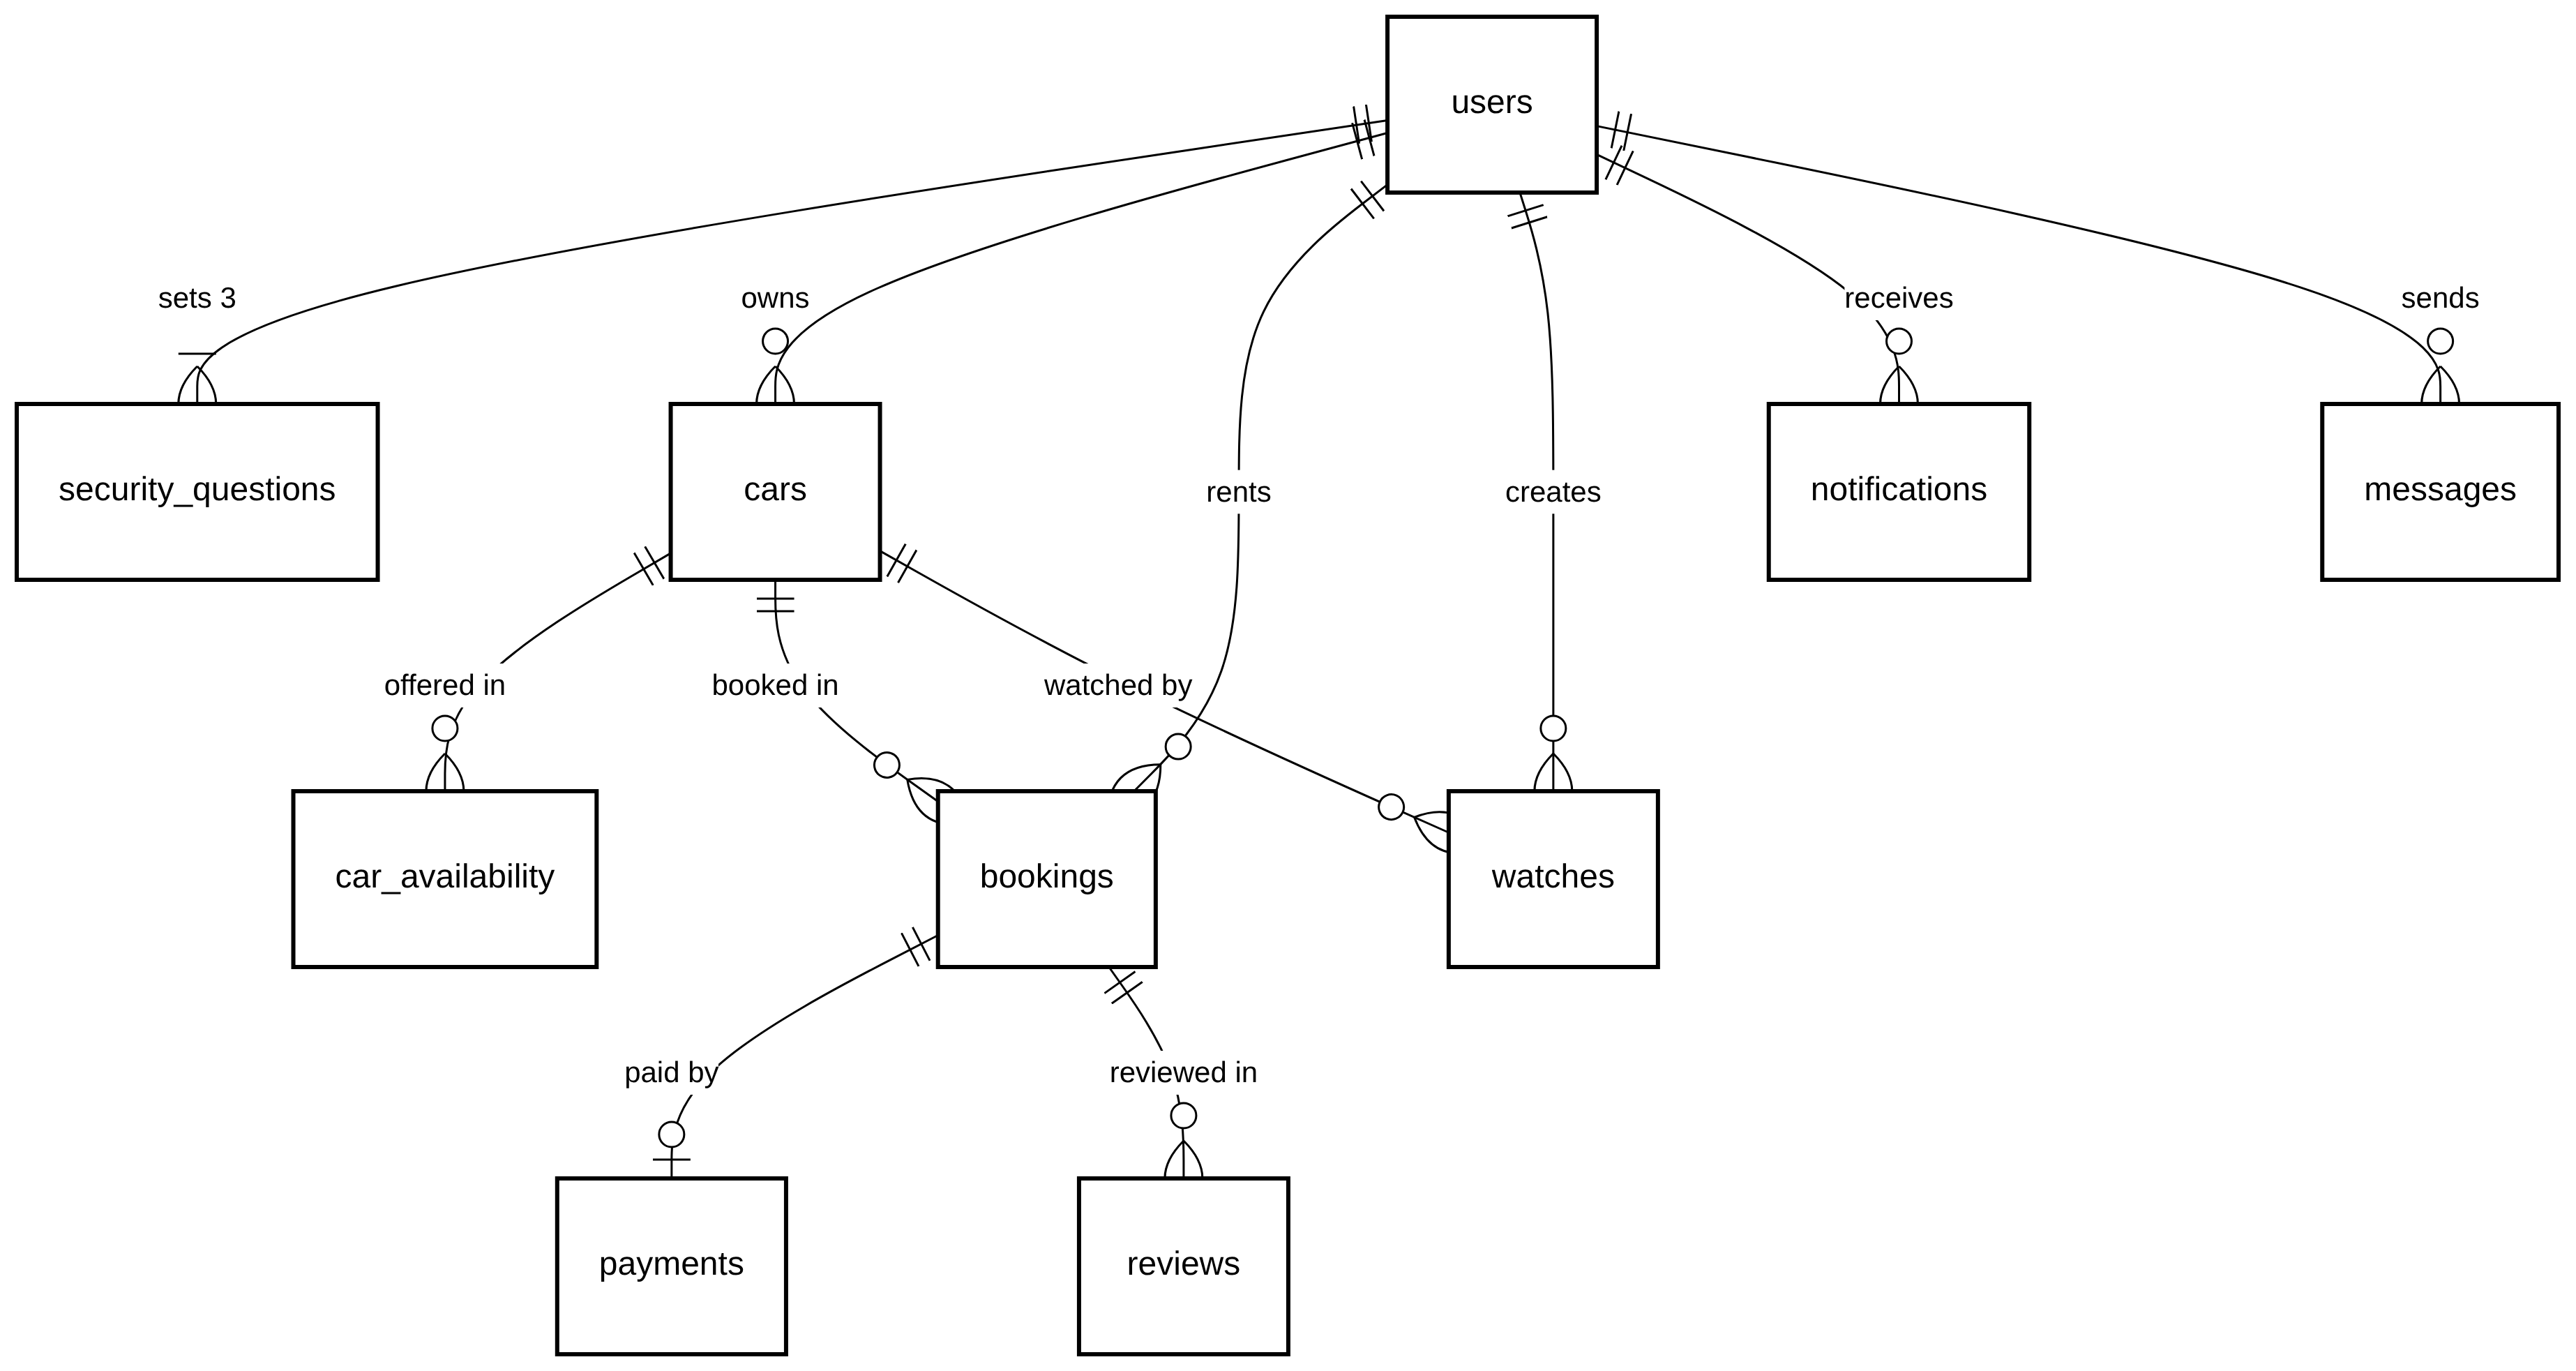 users
sets 3
owns
receives
sends
security_questions
cars
rents
creates
notifications
messages
offered in
booked in
watched by
car_availability
bookings
watches
paid by
reviewed in
payments
reviews